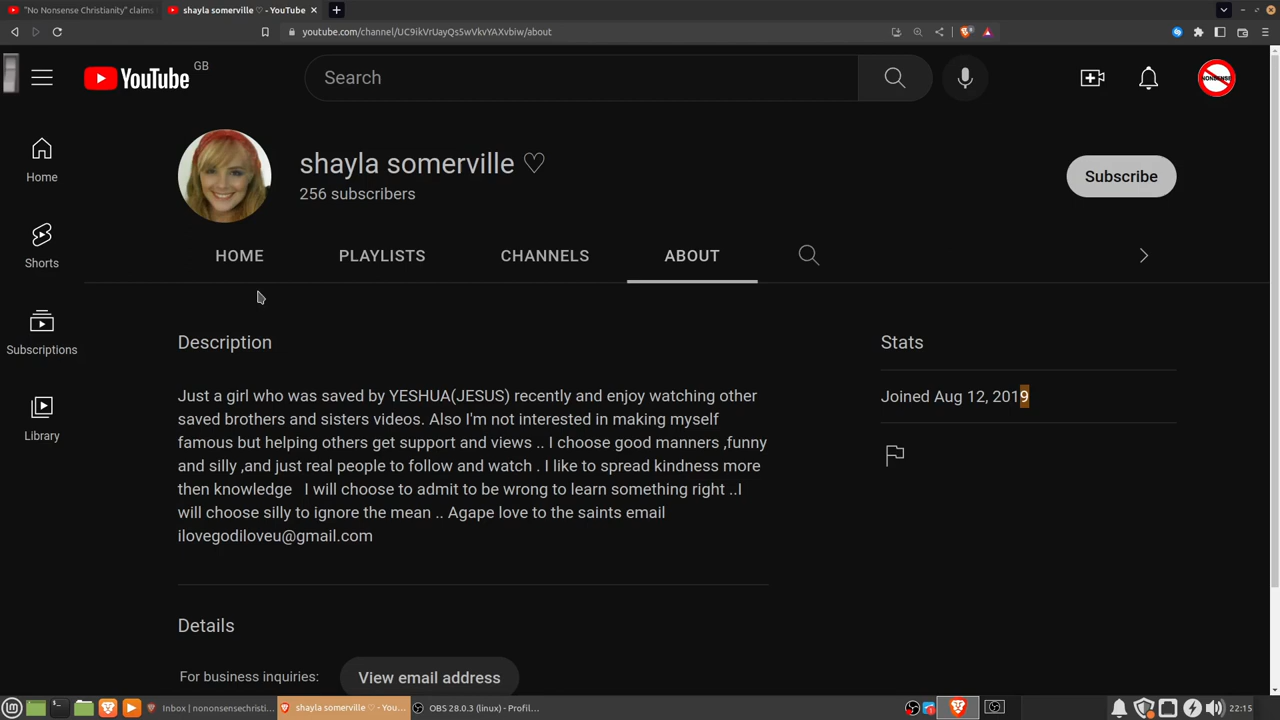 "No Nonsense Christianity" claims
shayla somerville ♡ - YouTube
youtube.com/channel/UC9ikVrUayQs5wVkvYAXvbiw/about
YouTube GB
Search
NONSENSE
Home
Shorts
Subscriptions
Library
shayla somerville ♡
256 subscribers
Subscribe
HOME PLAYLISTS CHANNELS ABOUT
Description
Just a girl who was saved by YESHUA(JESUS) recently and enjoy watching other
saved brothers and sisters videos. Also I'm not interested in making myself
famous but helping others get support and views .. I choose good manners ,funny
and silly ,and just real people to follow and watch . I like to spread kindness more
then knowledge I will choose to admit to be wrong to learn something right ..I
will choose silly to ignore the mean .. Agape love to the saints email
ilovegodiloveu@gmail.com
Stats
Joined Aug 12, 2019
Details
For business inquiries: View email address
Inbox | nononsensechristi...
shayla somerville ♡ - You...
OBS 28.0.3 (linux) - Profil...
22:15